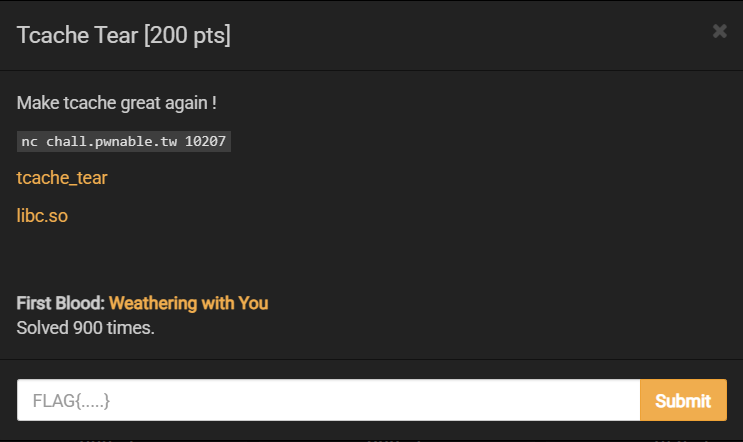 Tcache Tear [200 pts]
×
Make tcache great again !
nc chall.pwnable.tw 10207
tcache_tear
libc.so
First Blood: Weathering with You
Solved 900 times.
FLAG{.....}
Submit